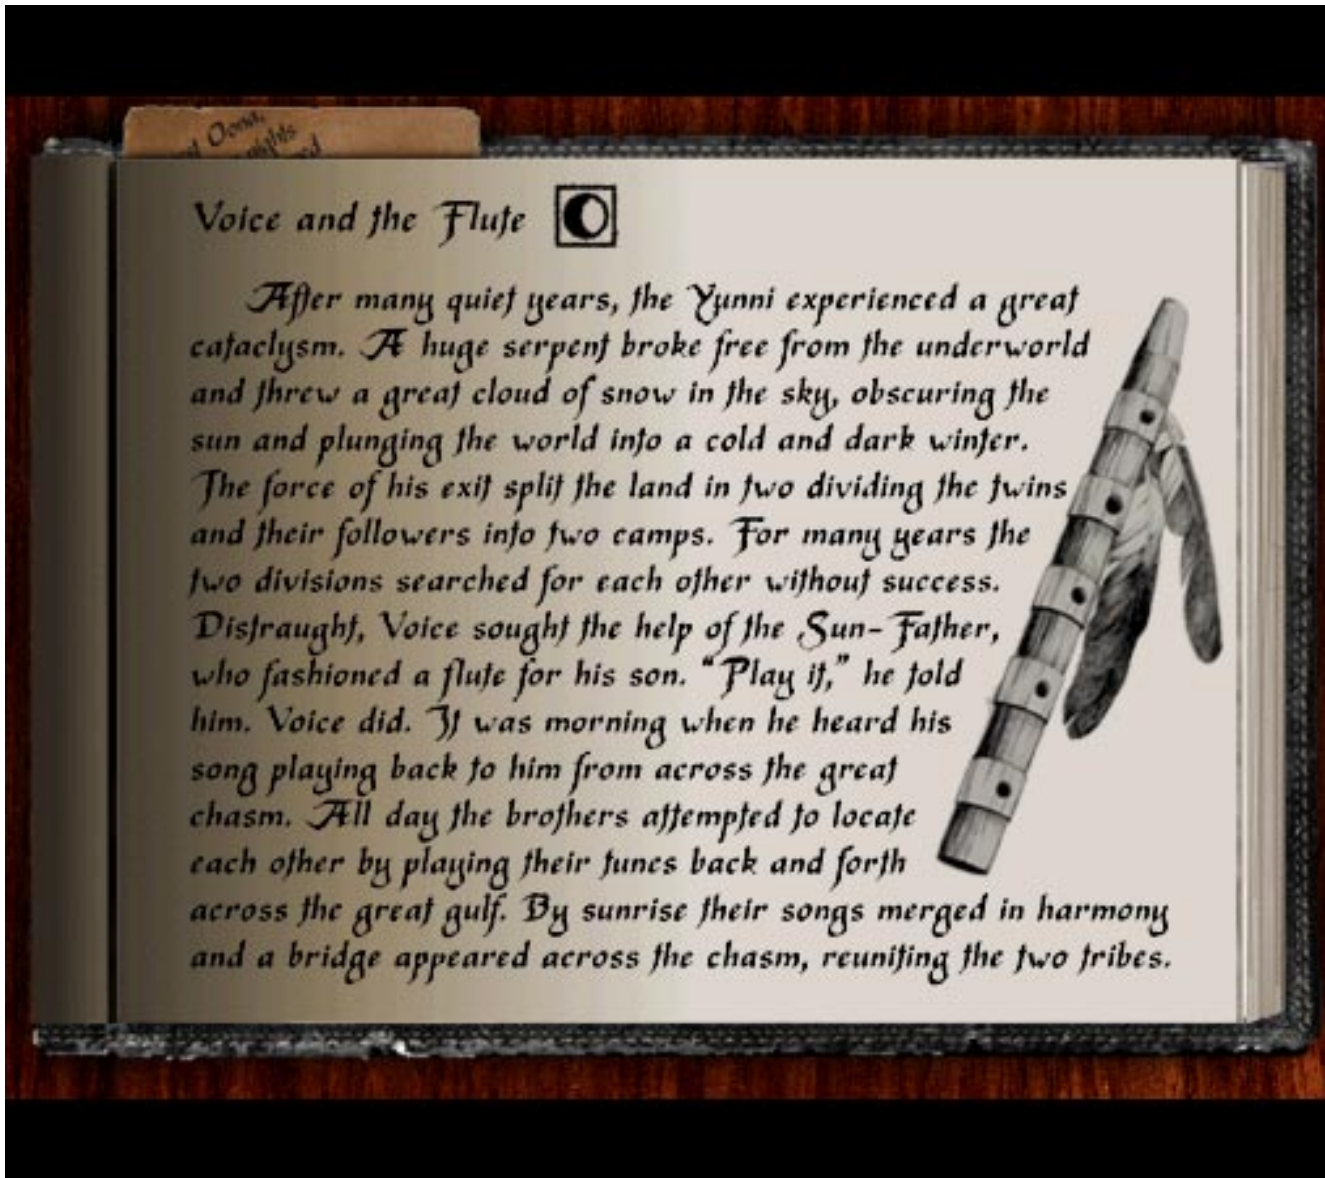 Oona,
nights
Voice and the Flute
After many quiet years, the Yunni experienced a great
cataclysm. A huge serpent broke free from the underworld
and threw a great cloud of snow in the sky, obscuring the
sun and plunging the world into a cold and dark winter.
The force of his exit split the land in two dividing the twins
and their followers into two camps. For many years the
two divisions searched for each other without success.
Distraught, Voice sought the help of the Sun-Father,
who fashioned a flute for his son. “Play it,” he told
him. Voice did. It was morning when he heard his
song playing back to him from across the great
chasm. All day the brothers attempted to locate
each other by playing their tunes back and forth
across the great gulf. By sunrise their songs merged in harmony
and a bridge appeared across the chasm, reuniting the two tribes.